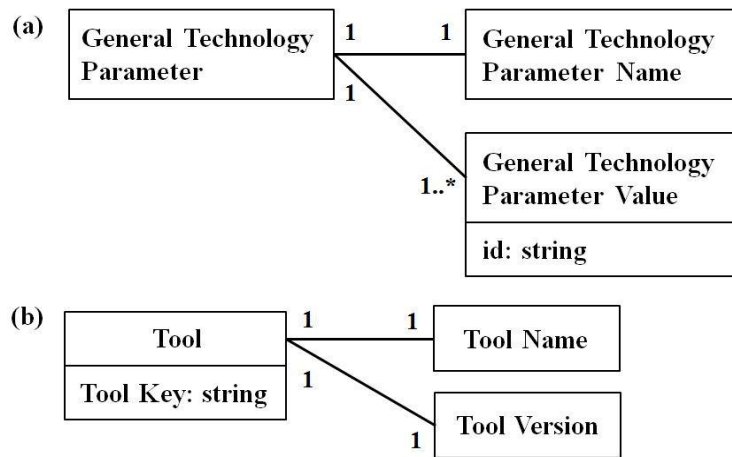 (a)
General Technology
Parameter
1
1
General Technology
Parameter Name
1
1..*
General Technology
Parameter Value
id: string
(b)
Tool
Tool Key: string
1
1
Tool Name
1
1
Tool Version